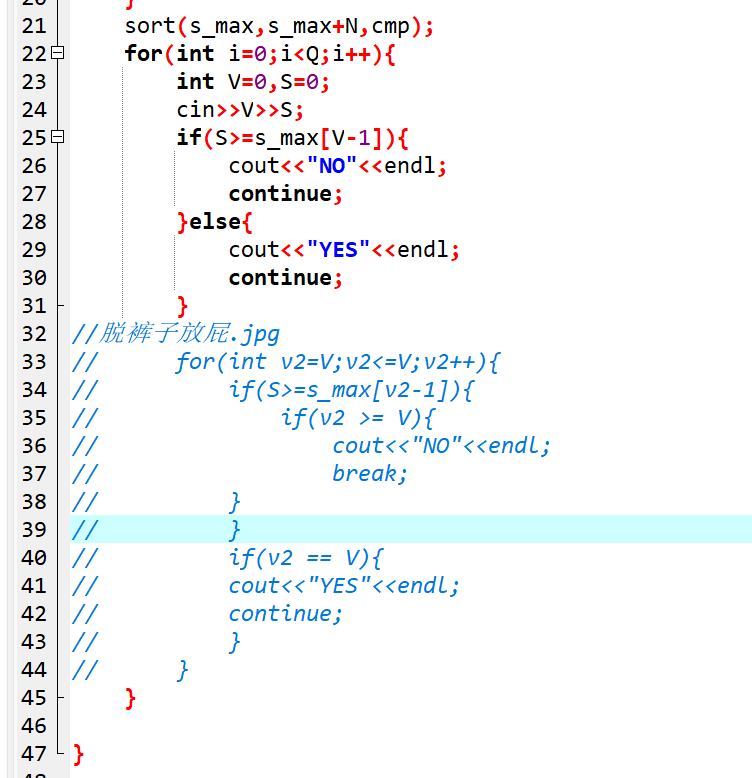 20 }
21 sort(s_max,s_max+N,cmp);
22 for(int i=0;i<Q;i++){
23 int V=0,S=0;
24 cin>>V>>S;
25 if(S>=s_max[V-1]){
26 cout<<"NO"<<endl;
27 continue;
28 }else{
29 cout<<"YES"<<endl;
30 continue;
31 }
32 //脱裤子放屁.jpg
33 // for(int v2=V;v2<=V;v2++){
34 // if(S>=s_max[v2-1]){
35 // if(v2 >= V){
36 // cout<<"NO"<<endl;
37 // break;
38 // }
39 // }
40 // if(v2 == V){
41 // cout<<"YES"<<endl;
42 // continue;
43 // }
44 // }
45 }
46
47 }